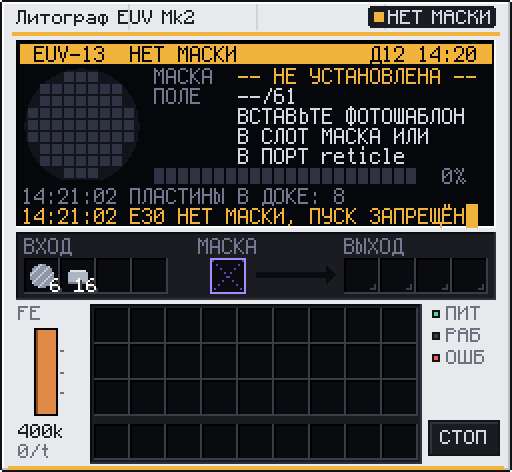 Литограф EUV Mk2
НЕТ МАСКИ
EUV-13 НЕТ МАСКИ Д12 14:20
МАСКА -- НЕ УСТАНОВЛЕНА --
ПОЛЕ --/61
ВСТАВЬТЕ ФОТОШАБЛОН
В СЛОТ МАСКА ИЛИ
В ПОРТ reticle
0%
14:21:02 ПЛАСТИНЫ В ДОКЕ: 8
14:21:02 E30 НЕТ МАСКИ, ПУСК ЗАПРЕЩЁН
ВХОД МАСКА ВЫХОД
6 16
FE
ПИТ
РАБ
ОШБ
400k
0/t
СТОП